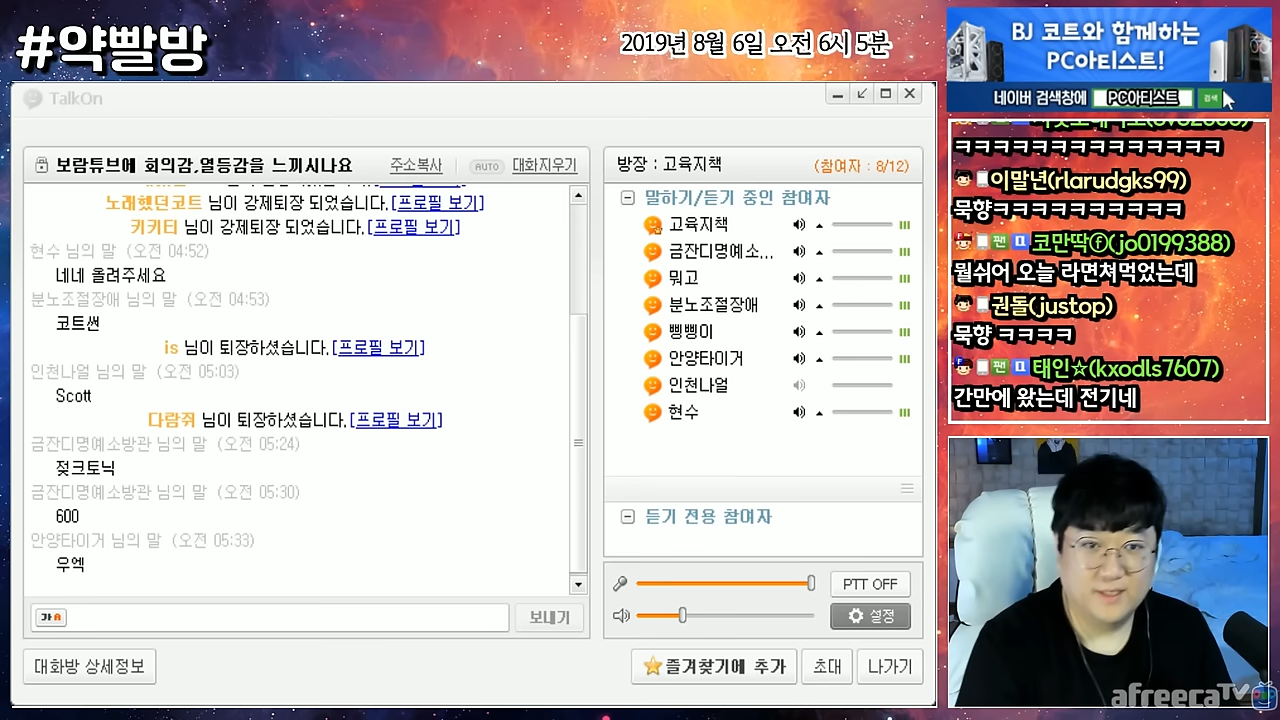 #약빨방
2019년 8월 6일 오전 6시 5분
BJ 코트와 함께하는
PC아티스트!
네이버 검색창에 PC아티스트 검색
TalkOn
보람튜브에 회의감,열등감을 느끼시나요 주소복사 AUTO 대화지우기
노래했던코트 님이 강제퇴장 되었습니다.[프로필 보기]
키키터 님이 강제퇴장 되었습니다.[프로필 보기]
현수 님의 말 (오전 04:52)
네네 올려주세요
분노조절장애 님의 말 (오전 04:53)
코트씬
is 님이 퇴장하셨습니다.[프로필 보기]
인천나얼 님의 말 (오전 05:03)
Scott
다람쥐 님이 퇴장하셨습니다.[프로필 보기]
금잔디명예소방관 님의 말 (오전 05:24)
젖크토닉
금잔디명예소방관 님의 말 (오전 05:30)
600
안양타이거 님의 말 (오전 05:33)
우엑
가A
보내기
대화방 상세정보
방장 : 고육지책 (참여자 : 8/12)
말하기/듣기 중인 참여자
고육지책
금잔디명예소...
뭐고
분노조절장애
삥삥이
안양타이거
인천나얼
현수
듣기 전용 참여자
PTT OFF
설정
즐겨찾기에 추가 초대 나가기
ㅋㅋㅋㅋㅋㅋㅋㅋㅋㅋㅋㅋㅋ
이말년(rlarudgks99)
묵향ㅋㅋㅋㅋㅋㅋㅋㅋㅋ
팬 코만딱ⓕ(jo0199388)
뭘쉬어 오늘 라면쳐먹었는데
권돌(justop)
묵향 ㅋㅋㅋㅋ
팬 태인☆(kxodls7607)
간만에 왔는데 전기네
afreecaTV